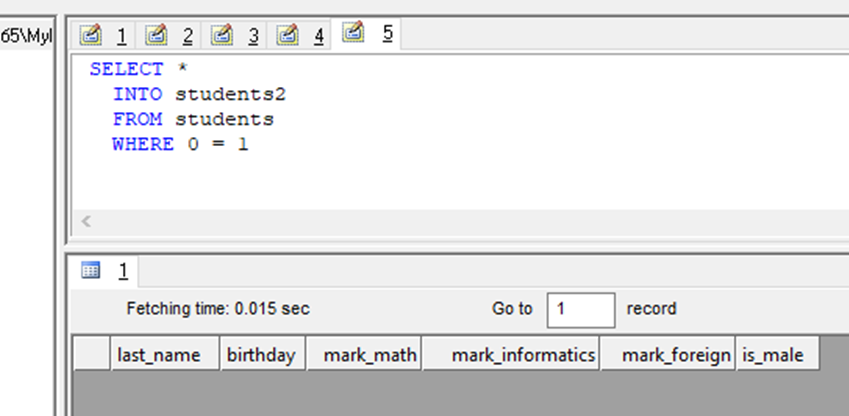 65\Myl
1 2 3 4 5
SELECT *
INTO students2
FROM students
WHERE 0 = 1
1
Fetching time: 0.015 sec Go to 1 record
last_name birthday mark_math mark_informatics mark_foreign is_male